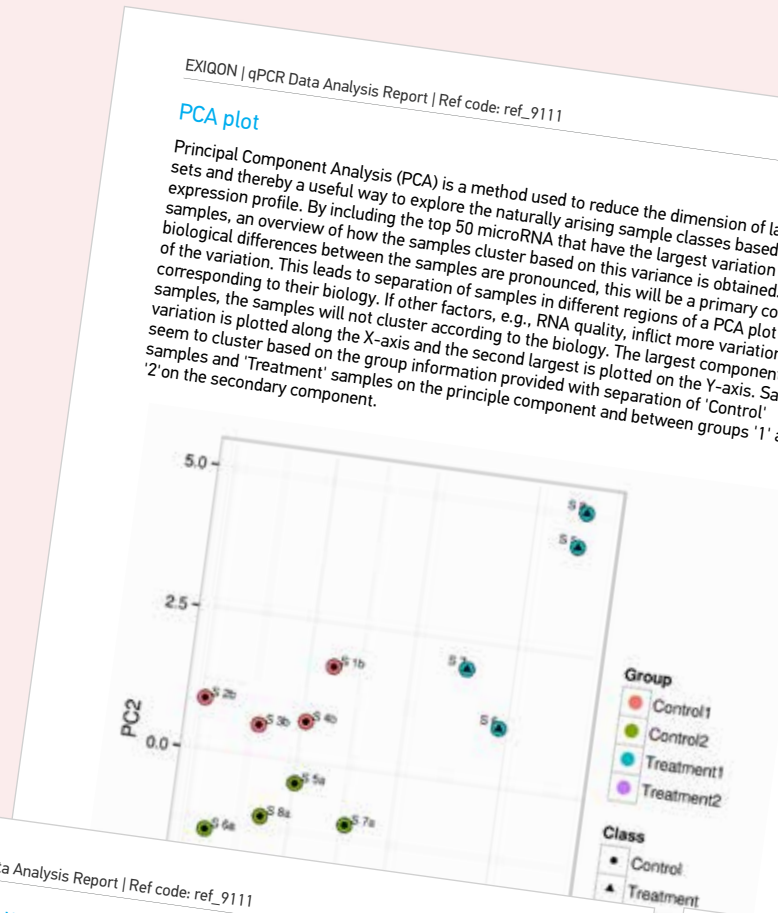 EXIQON | qPCR Data Analysis Report | Ref code: ref_9111
PCA plot
Principal Component Analysis (PCA) is a method used to reduce the dimension of
sets and thereby a useful way to explore the naturally arising sample classes based
expression profile. By including the top 50 microRNA that have the largest variation
samples, an overview of how the samples cluster based on this variance is obtained.
biological differences between the samples are pronounced, this will be a primary
of the variation. This leads to separation of samples in different regions of a PCA plot
corresponding to their biology. If other factors, e.g., RNA quality, inflict more variation
samples, the samples will not cluster according to the biology. The largest component
variation is plotted along the X-axis and the second largest is plotted on the Y-axis.
seem to cluster based on the group information provided with separation of 'Control'
samples and 'Treatment' samples on the principle component and between groups '1'
'2'on the secondary component.
5.0
2.5
0.0
PC2
S 1b
S 2b
S 3b
S 4b
S 5a
S 8a
S 7a
S 6a
Group
Control1
Control2
Treatment1
Treatment2
Class
Control
Treatment
Analysis Report | Ref code: ref_9111